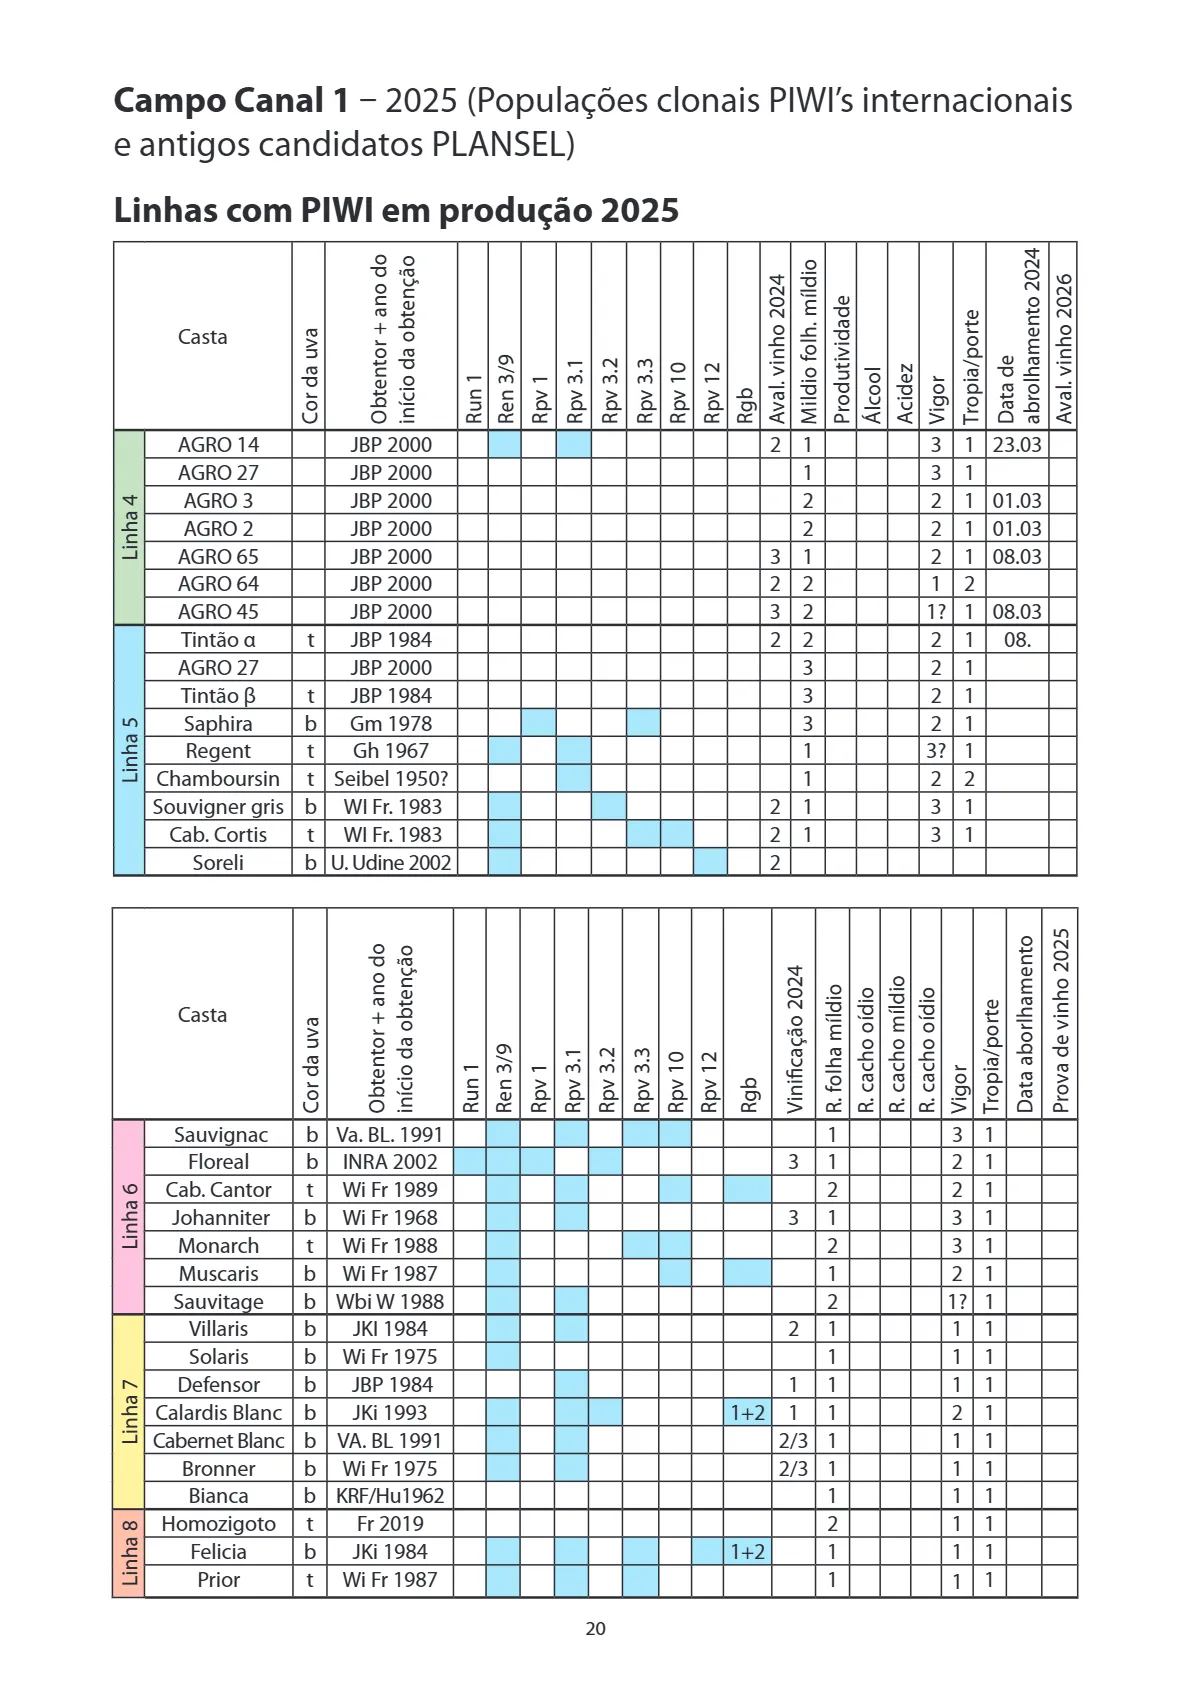 Campo Canal 1 – 2025 (Populações clonais PIWI’s internacionais
e antigos candidatos PLANSEL)
Linhas com PIWI em produção 2025
Casta Cor da uva Obtentor + ano do início da obtenção Run 1 Ren 3/9 Rpv 1 Rpv 3.1 Rpv 3.2 Rpv 3.3 Rpv 10 Rpv 12 Rgb Aval. vinho 2024 Mildio folh. míldio Produtividade Álcool Acidez Vigor Tropia/porte Data de abrolhamento 2024 Aval. vinho 2026
Linha 4
AGRO 14 JBP 2000 2 1 3 1 23.03
AGRO 27 JBP 2000 1 3 1
AGRO 3 JBP 2000 2 2 1 01.03
AGRO 2 JBP 2000 2 2 1 01.03
AGRO 65 JBP 2000 3 1 2 1 08.03
AGRO 64 JBP 2000 2 2 1 2
AGRO 45 JBP 2000 3 2 1? 1 08.03
Linha 5
Tintão α t JBP 1984 2 2 2 1 08.
AGRO 27 JBP 2000 3 2 1
Tintão β t JBP 1984 3 2 1
Saphira b Gm 1978 3 2 1
Regent t Gh 1967 1 3? 1
Chamboursin t Seibel 1950? 1 2 2
Souvigner gris b WI Fr. 1983 2 1 3 1
Cab. Cortis t WI Fr. 1983 2 1 3 1
Soreli b U. Udine 2002 2
Casta Cor da uva Obtentor + ano do início da obtenção Run 1 Ren 3/9 Rpv 1 Rpv 3.1 Rpv 3.2 Rpv 3.3 Rpv 10 Rpv 12 Rgb Vinificação 2024 R. folha míldio R. cacho oídio R. cacho míldio R. cacho oídio Vigor Tropia/porte Data aborlhamento Prova de vinho 2025
Linha 6
Sauvignac b Va. BL. 1991 1 3 1
Floreal b INRA 2002 3 1 2 1
Cab. Cantor t Wi Fr 1989 2 2 1
Johanniter b Wi Fr 1968 3 1 3 1
Monarch t Wi Fr 1988 2 3 1
Muscaris b Wi Fr 1987 1 2 1
Sauvitage b Wbi W 1988 2 1? 1
Linha 7
Villaris b JKI 1984 2 1 1 1
Solaris b Wi Fr 1975 1 1 1
Defensor b JBP 1984 1 1 1 1
Calardis Blanc b JKi 1993 1+2 1 1 2 1
Cabernet Blanc b VA. BL 1991 2/3 1 1 1
Bronner b Wi Fr 1975 2/3 1 1 1
Bianca b KRF/Hu1962 1 1 1
Linha 8
Homozigoto t Fr 2019 2 1 1
Felicia b JKi 1984 1+2 1 1 1
Prior t Wi Fr 1987 1 1 1
20